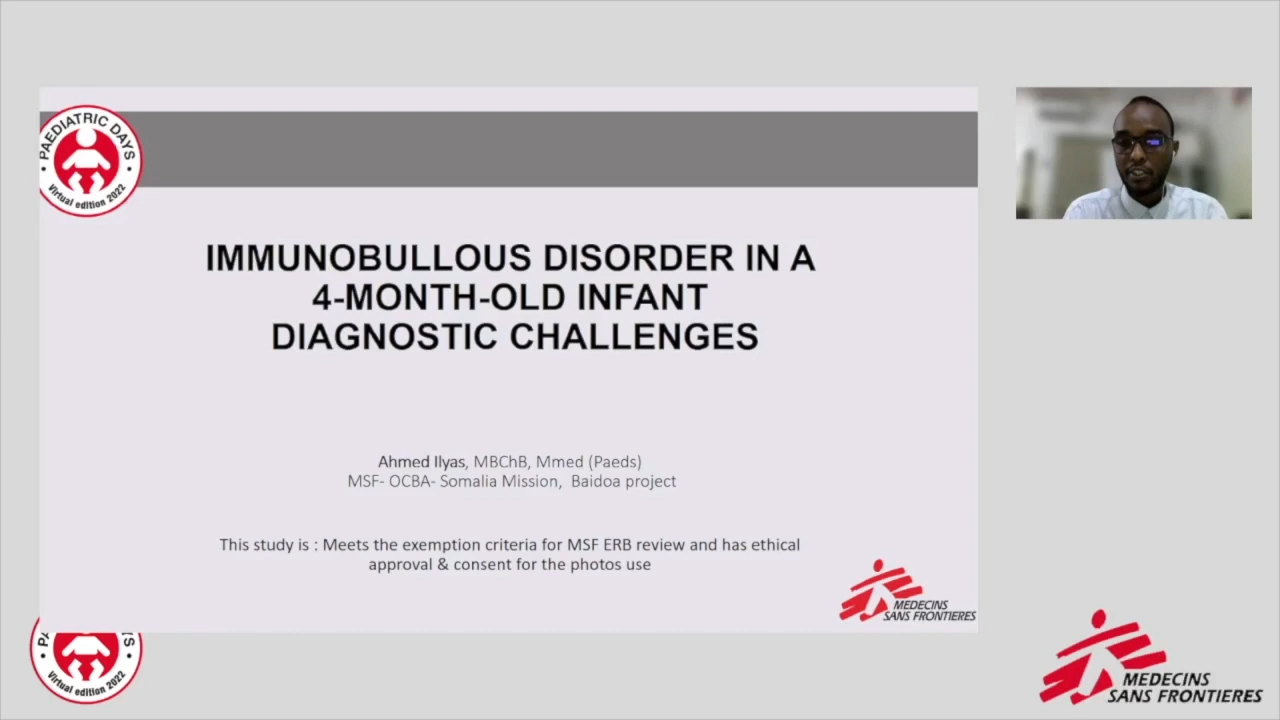 PAEDIATRIC DAYS
Virtual edition 2022
IMMUNOBULLOUS DISORDER IN A
4-MONTH-OLD INFANT
DIAGNOSTIC CHALLENGES
Ahmed Ilyas, MBChB, Mmed (Paeds)
MSF- OCBA- Somalia Mission, Baidoa project
This study is : Meets the exemption criteria for MSF ERB review and has ethical
approval & consent for the photos use
MEDECINS
SANS FRONTIERES
Virtual edition 2022
MEDECINS
SANS FRONTIERES